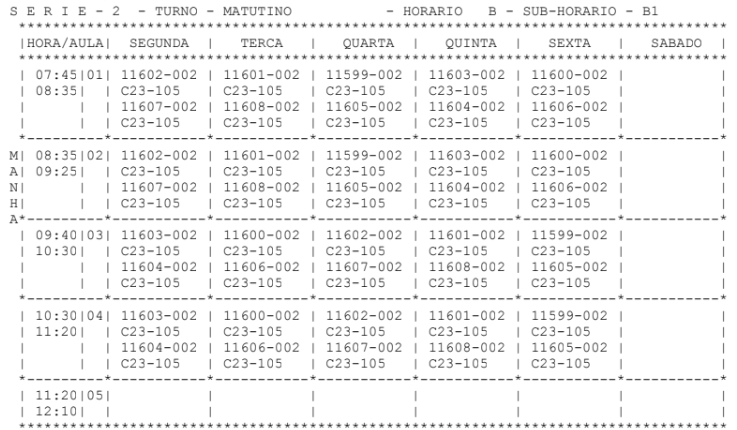 S E R I E - 2  - TURNO - MATUTINO          - HORARIO   B - SUB-HORARIO - B1
*************************************************************************
|HORA/AULA|  SEGUNDA  |   TERCA   |   QUARTA  |   QUINTA  |   SEXTA   |   SABADO  |
*************************************************************************
| 07:45|01| 11602-002 | 11601-002 | 11599-002 | 11603-002 | 11600-002 |           |
| 08:35|  | C23-105   | C23-105   | C23-105   | C23-105   | C23-105   |           |
|      |  | 11607-002 | 11608-002 | 11605-002 | 11604-002 | 11606-002 |           |
|      |  | C23-105   | C23-105   | C23-105   | C23-105   | C23-105   |           |
*---------*-----------*-----------*-----------*-----------*-----------*-----------*
M| 08:35|02| 11602-002 | 11601-002 | 11599-002 | 11603-002 | 11600-002 |           |
A| 09:25|  | C23-105   | C23-105   | C23-105   | C23-105   | C23-105   |           |
N|      |  | 11607-002 | 11608-002 | 11605-002 | 11604-002 | 11606-002 |           |
H|      |  | C23-105   | C23-105   | C23-105   | C23-105   | C23-105   |           |
A*---------*-----------*-----------*-----------*-----------*-----------*-----------*
| 09:40|03| 11603-002 | 11600-002 | 11602-002 | 11601-002 | 11599-002 |           |
| 10:30|  | C23-105   | C23-105   | C23-105   | C23-105   | C23-105   |           |
|      |  | 11604-002 | 11606-002 | 11607-002 | 11608-002 | 11605-002 |           |
|      |  | C23-105   | C23-105   | C23-105   | C23-105   | C23-105   |           |
*---------*-----------*-----------*-----------*-----------*-----------*-----------*
| 10:30|04| 11603-002 | 11600-002 | 11602-002 | 11601-002 | 11599-002 |           |
| 11:20|  | C23-105   | C23-105   | C23-105   | C23-105   | C23-105   |           |
|      |  | 11604-002 | 11606-002 | 11607-002 | 11608-002 | 11605-002 |           |
|      |  | C23-105   | C23-105   | C23-105   | C23-105   | C23-105   |           |
*---------*-----------*-----------*-----------*-----------*-----------*-----------*
| 11:20|05|           |           |           |           |           |           |
| 12:10|  |           |           |           |           |           |           |
*************************************************************************